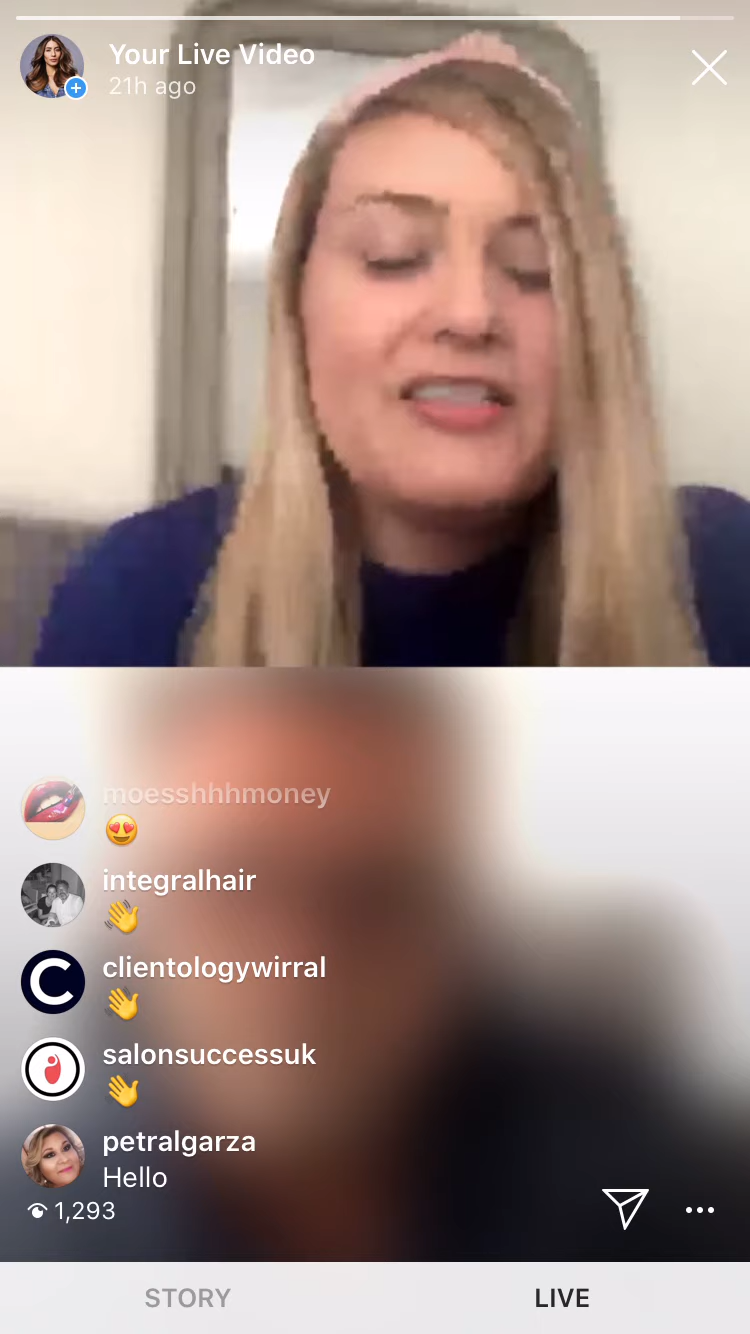 Your Live Video
21h ago
moesshhhmoney
😍
integralhair
👋
clientologywirral
👋
salonsuccessuk
👋
petralgarza
Hello
1,293
STORY LIVE